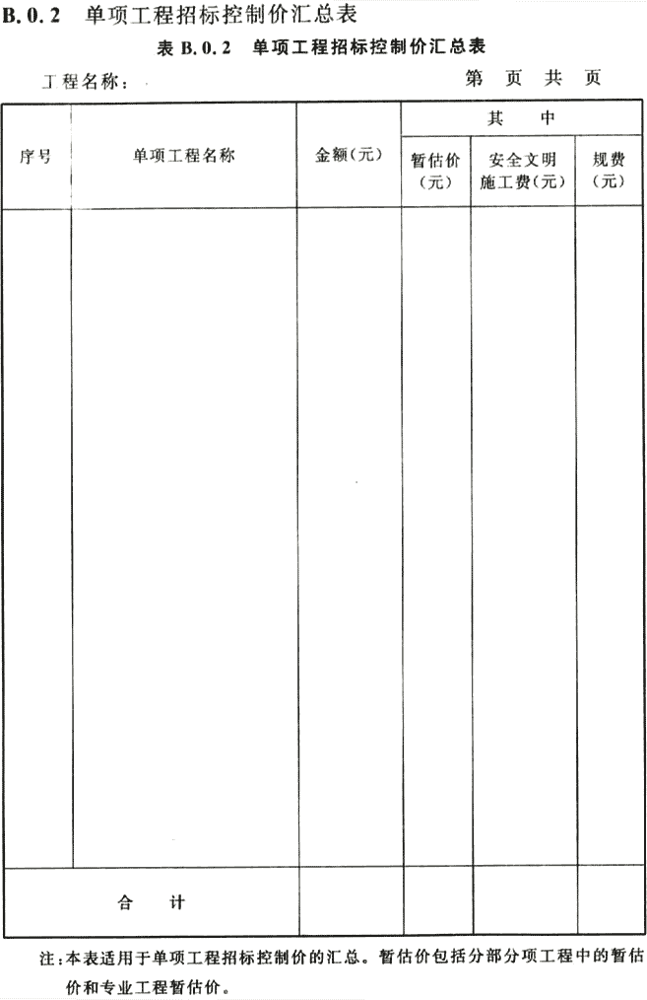 B.0.2 单项工程招标控制价汇总表
表 B.0.2 单项工程招标控制价汇总表
工程名称： 第 页 共 页
序号 单项工程名称 金额(元) 其 中
暂估价(元) 安全文明施工费(元) 规费(元)
合 计
注:本表适用于单项工程招标控制价的汇总。暂估价包括分部分项工程中的暂估
价和专业工程暂估价。